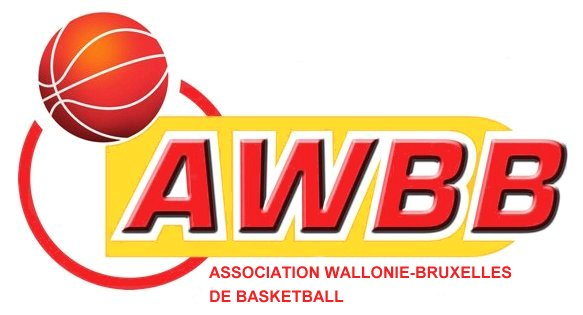 AWBB
ASSOCIATION WALLONIE-BRUXELLES
DE BASKETBALL